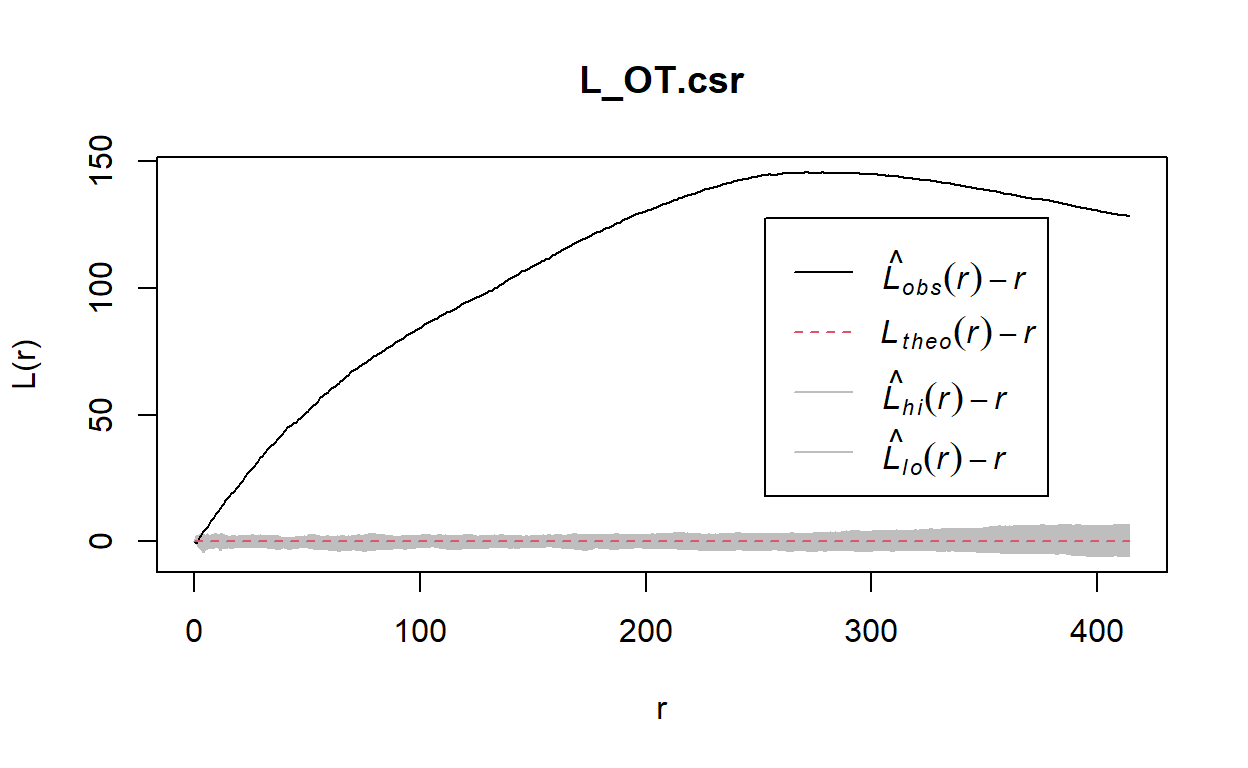 L_OT.csr
L(r)
150
100
50
0
L̂obs(r) − r
Ltheo(r) − r
L̂hi(r) − r
L̂lo(r) − r
0 100 200 300 400
r